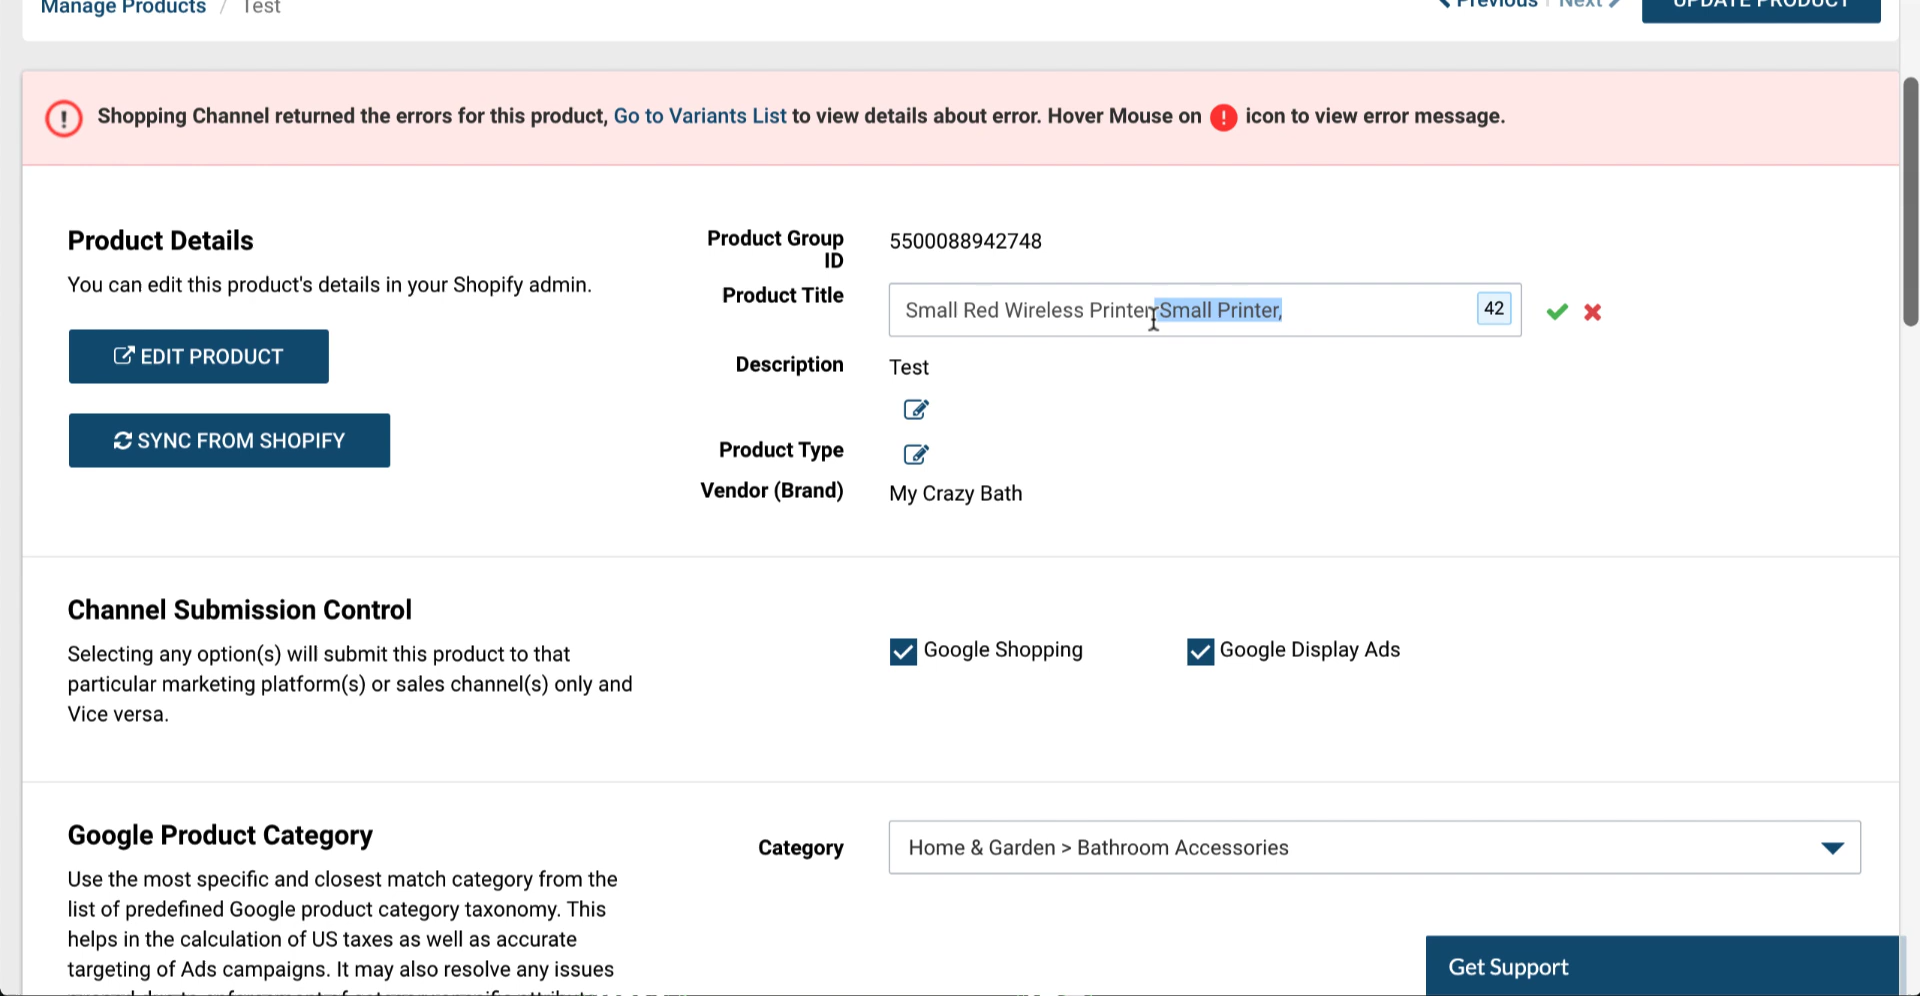 Manage Products / Test
Previous | Next
UPDATE PRODUCT
Shopping Channel returned the errors for this product, Go to Variants List to view details about error. Hover Mouse on ! icon to view error message.
Product Details
You can edit this product's details in your Shopify admin.
EDIT PRODUCT
SYNC FROM SHOPIFY
Product Group
ID
5500088942748
Product Title
Small Red Wireless Printer, Small Printer,
42
Description
Test
Product Type
Vendor (Brand)
My Crazy Bath
Channel Submission Control
Selecting any option(s) will submit this product to that
particular marketing platform(s) or sales channel(s) only and
Vice versa.
Google Shopping
Google Display Ads
Google Product Category
Use the most specific and closest match category from the
list of predefined Google product category taxonomy. This
helps in the calculation of US taxes as well as accurate
targeting of Ads campaigns. It may also resolve any issues
Category
Home & Garden > Bathroom Accessories
Get Support